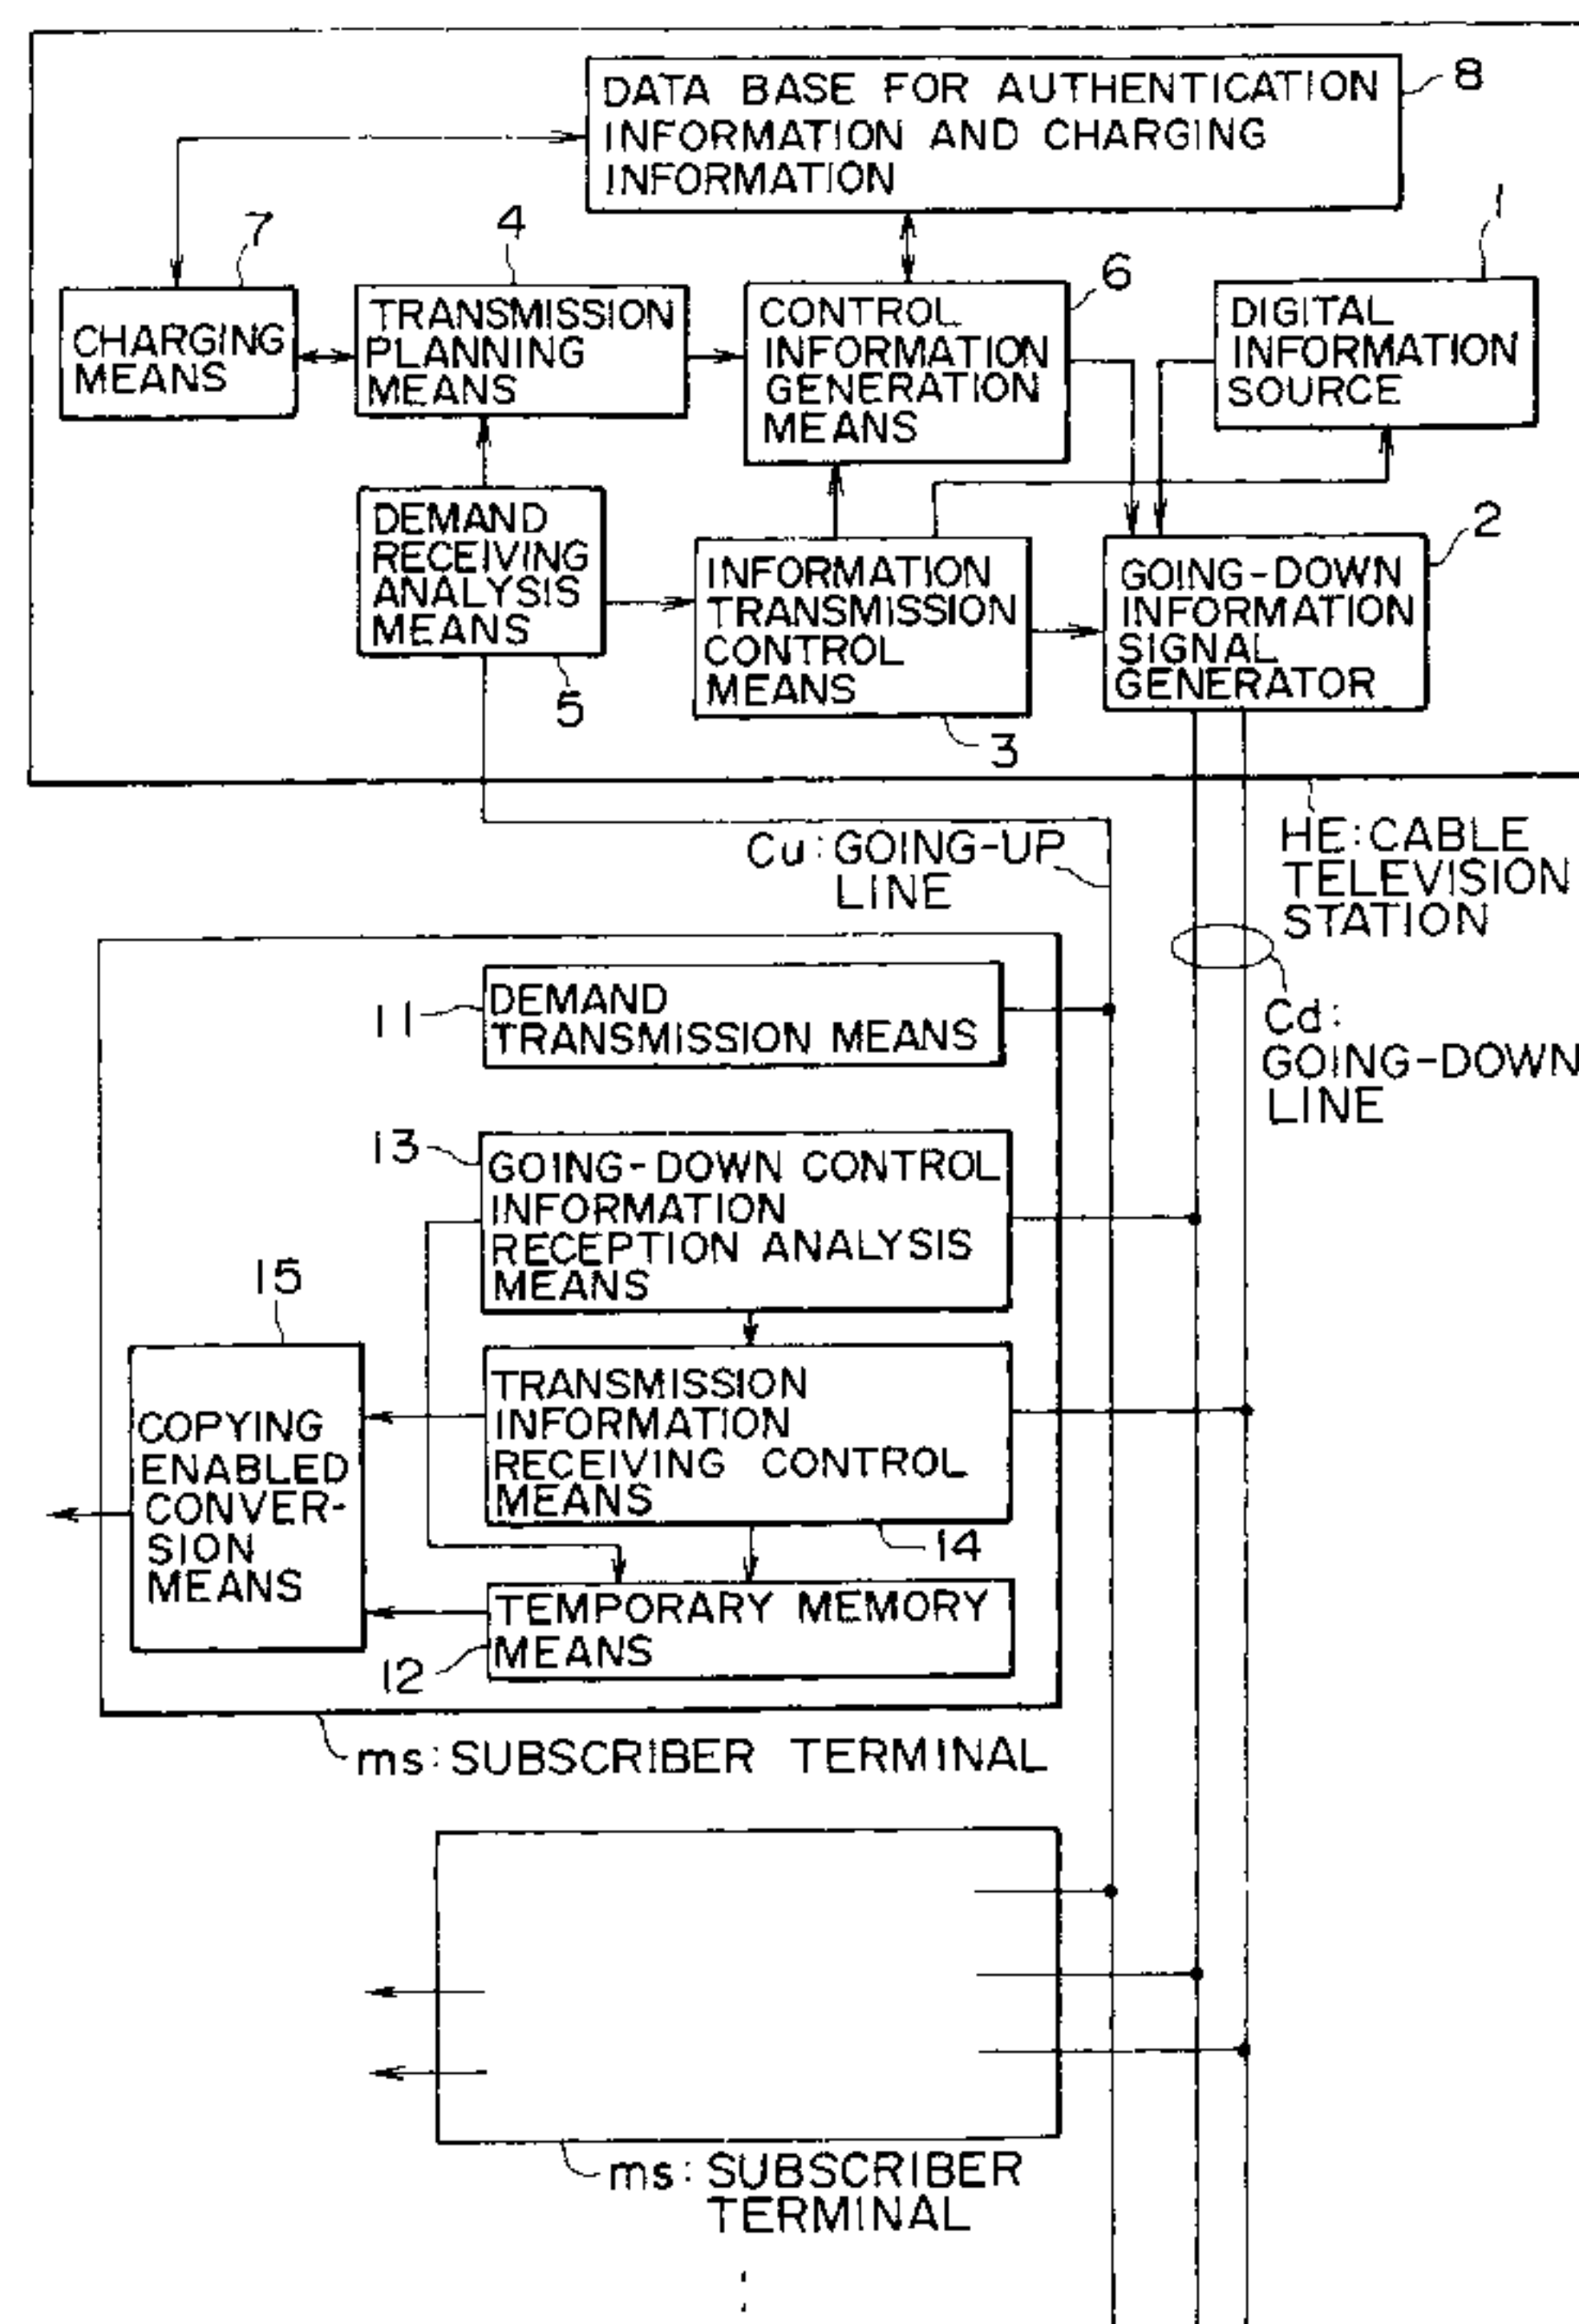 DATA BASE FOR AUTHENTICATION
INFORMATION AND CHARGING
INFORMATION
8
1
7
4
6
CHARGING
MEANS
TRANSMISSION
PLANNING
MEANS
CONTROL
INFORMATION
GENERATION
MEANS
DIGITAL
INFORMATION
SOURCE
DEMAND
RECEIVING
ANALYSIS
MEANS
5
INFORMATION
TRANSMISSION
CONTROL
MEANS
3
2
GOING-DOWN
INFORMATION
SIGNAL
GENERATOR
Cu: GOING-UP
LINE
HE: CABLE
TELEVISION
STATION
Cd:
GOING-DOWN
LINE
11
DEMAND
TRANSMISSION MEANS
13
GOING-DOWN CONTROL
INFORMATION
RECEPTION ANALYSIS
MEANS
15
COPYING
ENABLED
CONVER-
SION
MEANS
TRANSMISSION
INFORMATION
RECEIVING CONTROL
MEANS
14
TEMPORARY MEMORY
MEANS
12
ms: SUBSCRIBER TERMINAL
ms: SUBSCRIBER
TERMINAL